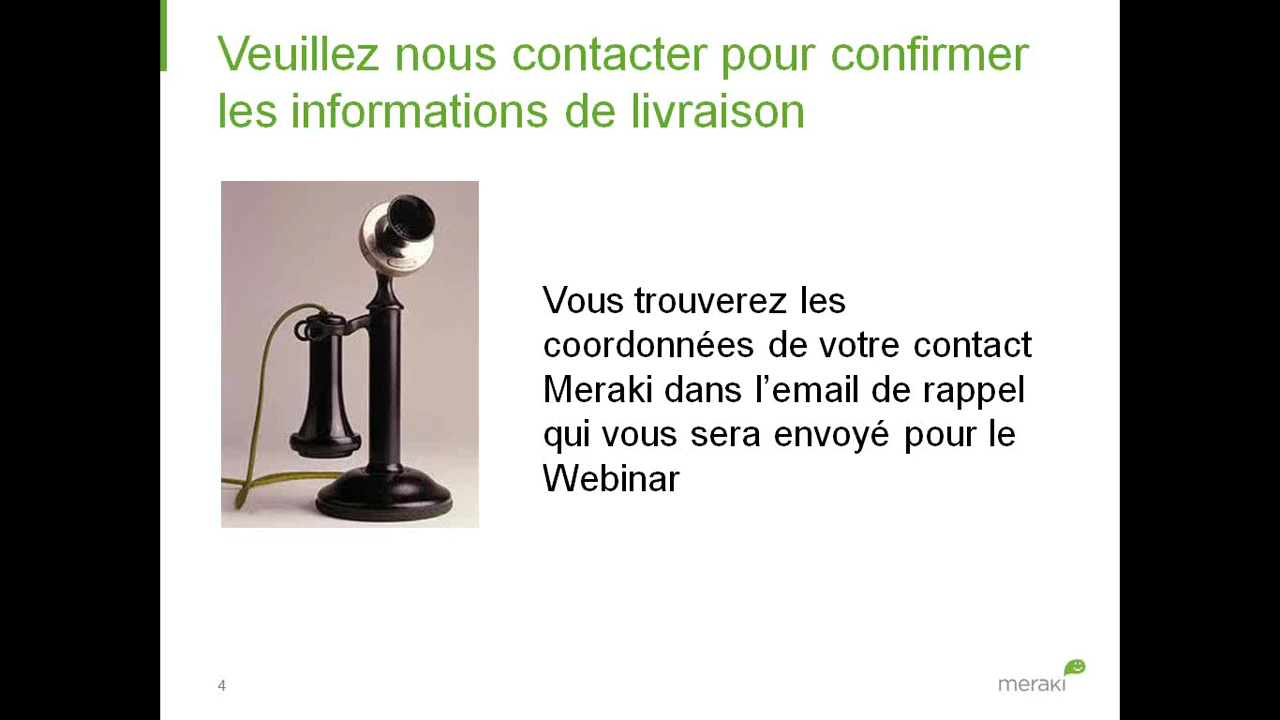 Veuillez nous contacter pour confirmer
les informations de livraison
Vous trouverez les
coordonnées de votre contact
Meraki dans l’email de rappel
qui vous sera envoyé pour le
Webinar
4
meraki